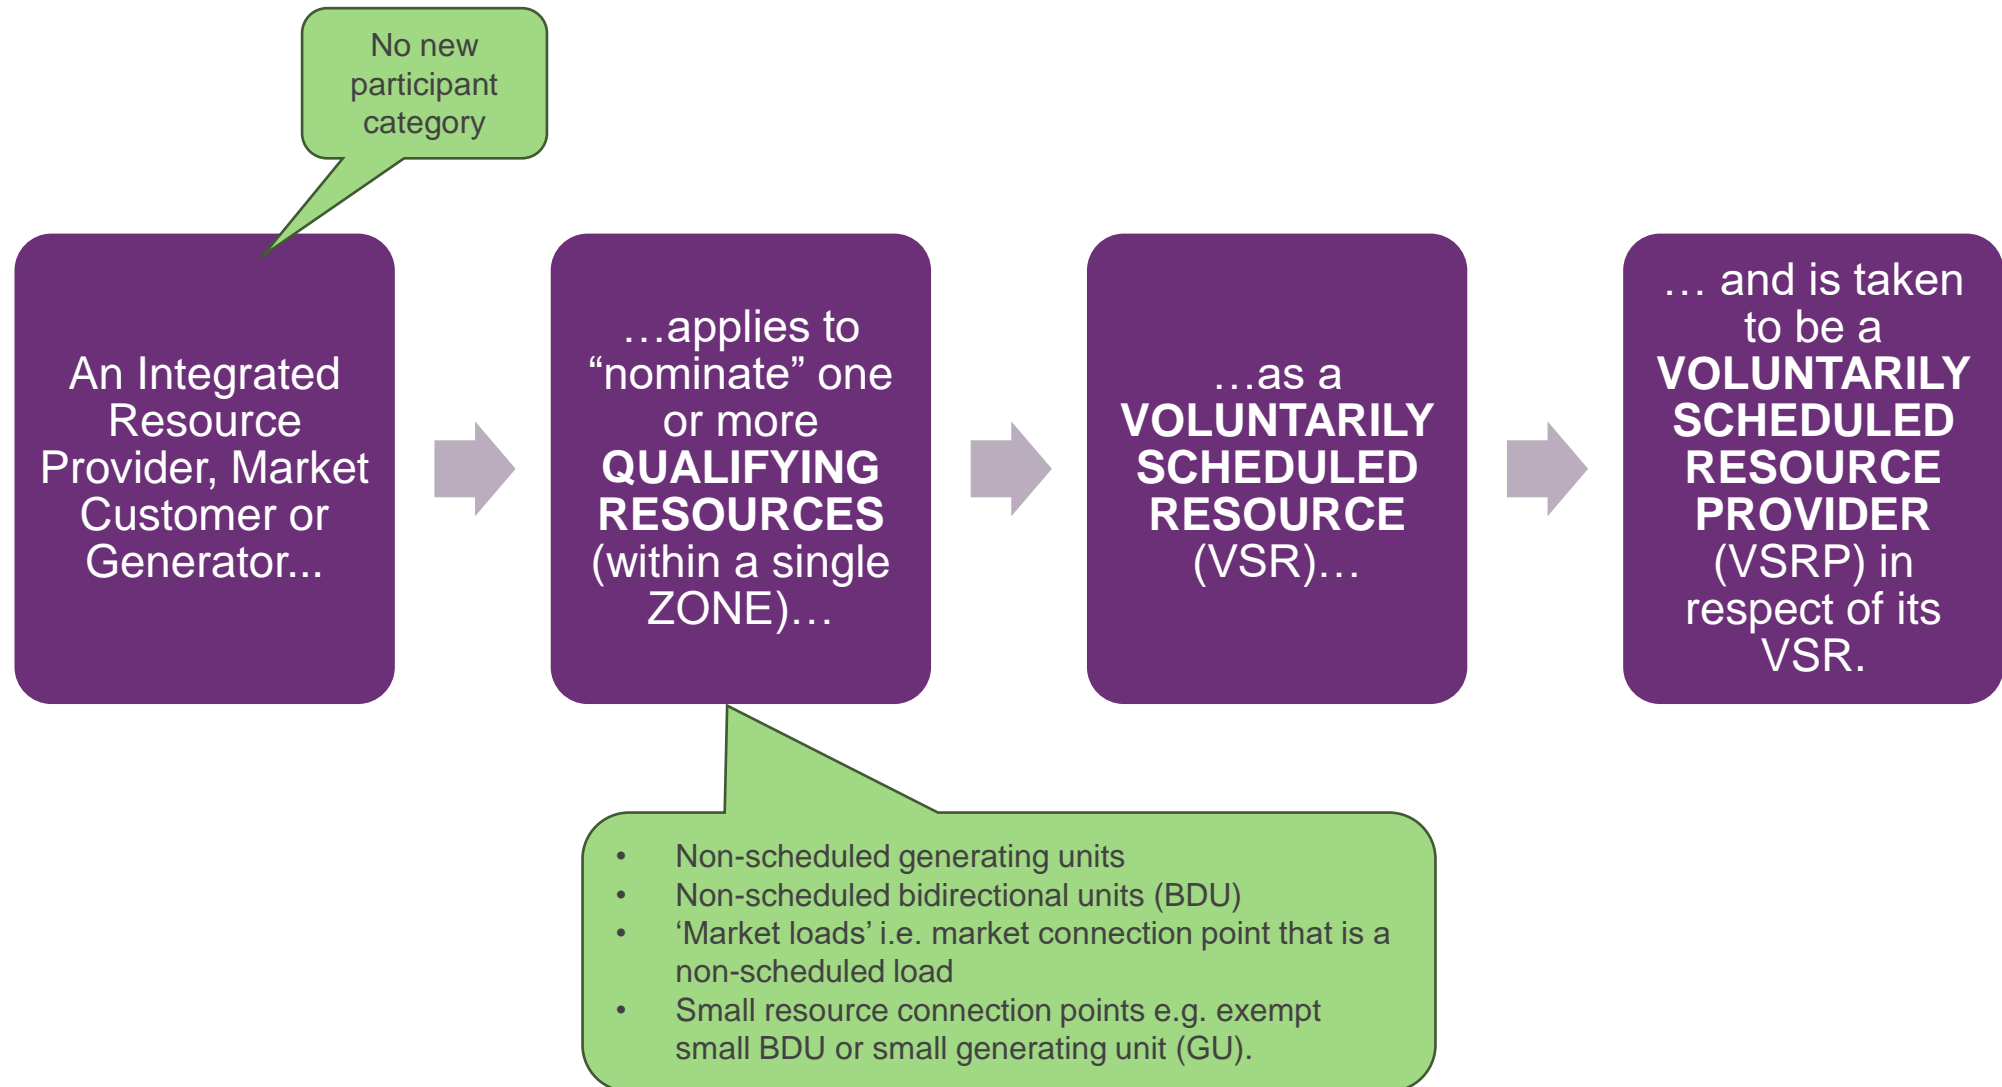 No new
participant
category
An Integrated
Resource
Provider, Market
Customer or
Generator...
…applies to
“nominate” one
or more
QUALIFYING
RESOURCES
(within a single
ZONE)…
…as a
VOLUNTARILY
SCHEDULED
RESOURCE
(VSR)…
… and is taken
to be a
VOLUNTARILY
SCHEDULED
RESOURCE
PROVIDER
(VSRP) in
respect of its
VSR.
• Non-scheduled generating units
• Non-scheduled bidirectional units (BDU)
• ‘Market loads’ i.e. market connection point that is a
non-scheduled load
• Small resource connection points e.g. exempt
small BDU or small generating unit (GU).